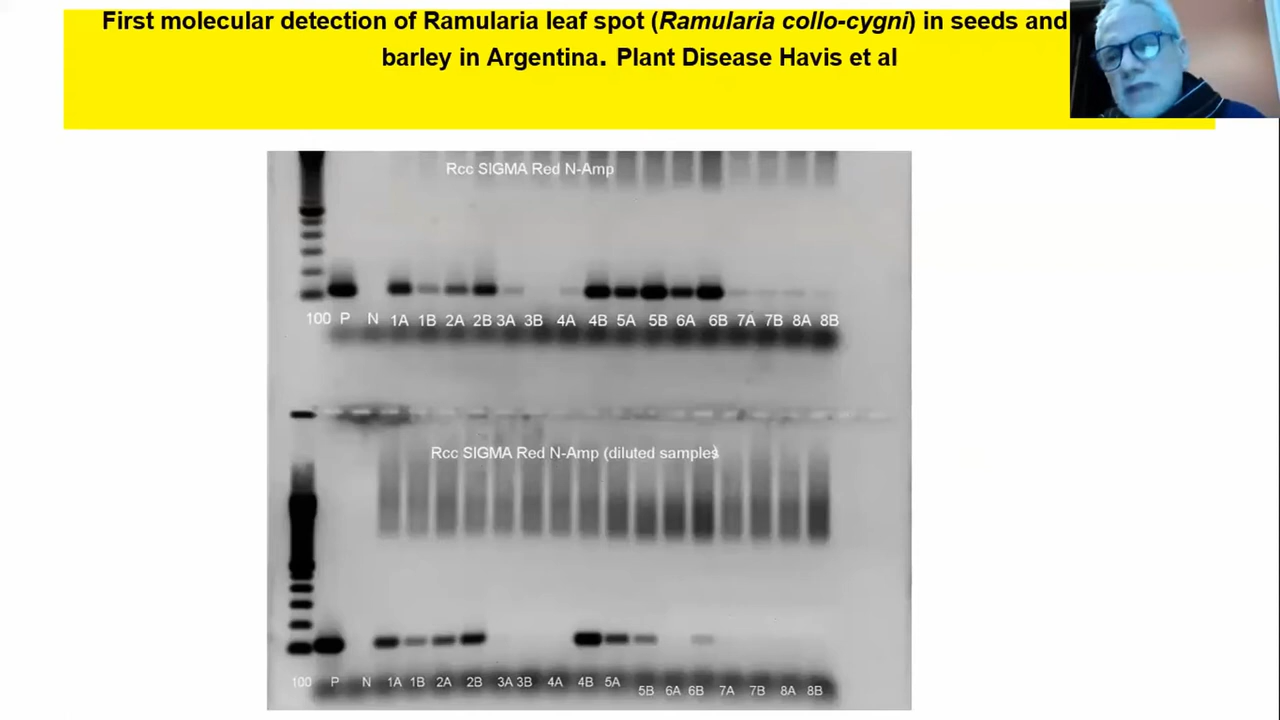 First molecular detection of Ramularia leaf spot (Ramularia collo-cygni) in seeds and
barley in Argentina. Plant Disease Havis et al
Rcc SIGMA Red N-Amp
100 P N 1A 1B 2A 2B 3A 3B 4A 4B 5A 5B 6A 6B 7A 7B 8A 8B
Rcc SIGMA Red N-Amp (diluted samples)
100 P N 1A 1B 2A 2B 3A 3B 4A 4B 5A 5B 6A 6B 7A 7B 8A 8B